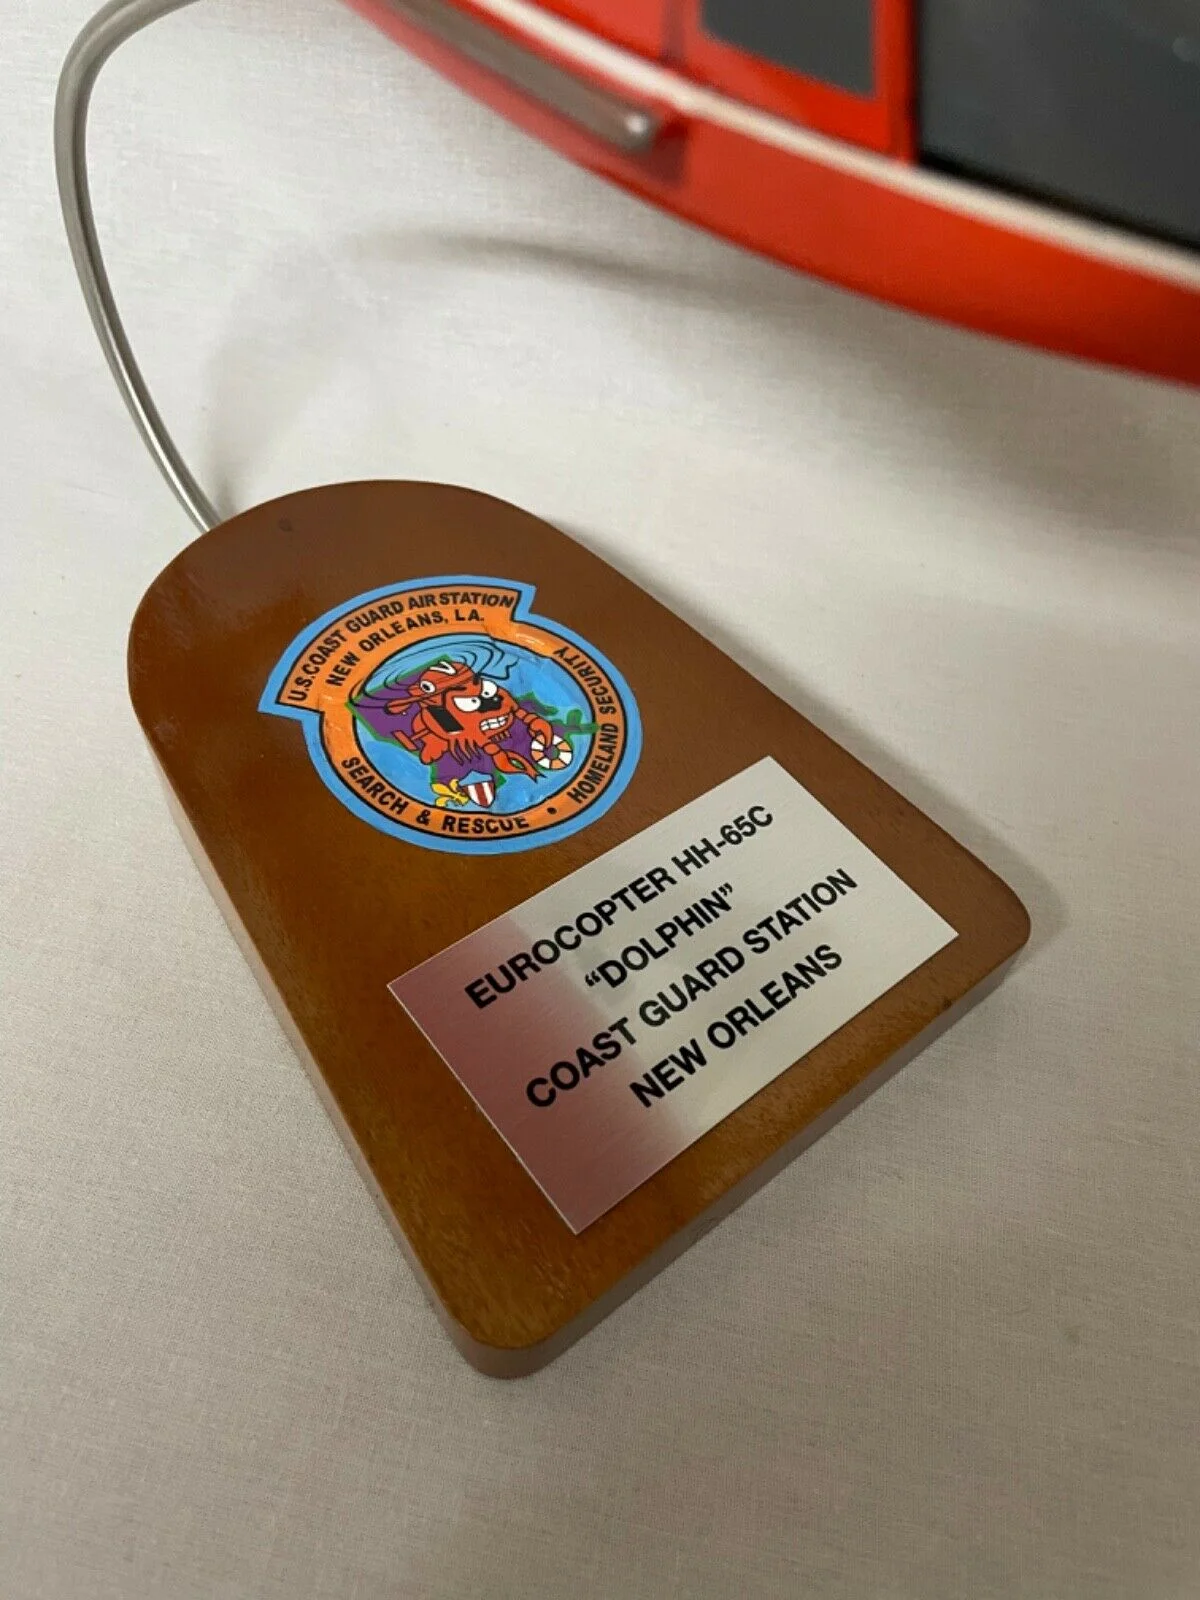 U.S. COAST GUARD AIR STATION
NEW ORLEANS, LA.
SEARCH & RESCUE • HOMELAND SECURITY
V
EUROCOPTER HH-65C
“DOLPHIN”
COAST GUARD STATION
NEW ORLEANS